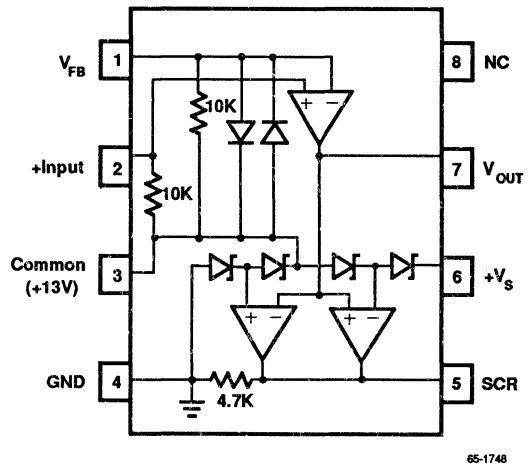 V_FB 1
8 NC
10K
+ −
+Input 2
7 V_OUT
10K
Common
(+13V) 3
6 +V_S
+ −
+ −
GND 4
5 SCR
4.7K
65-1748